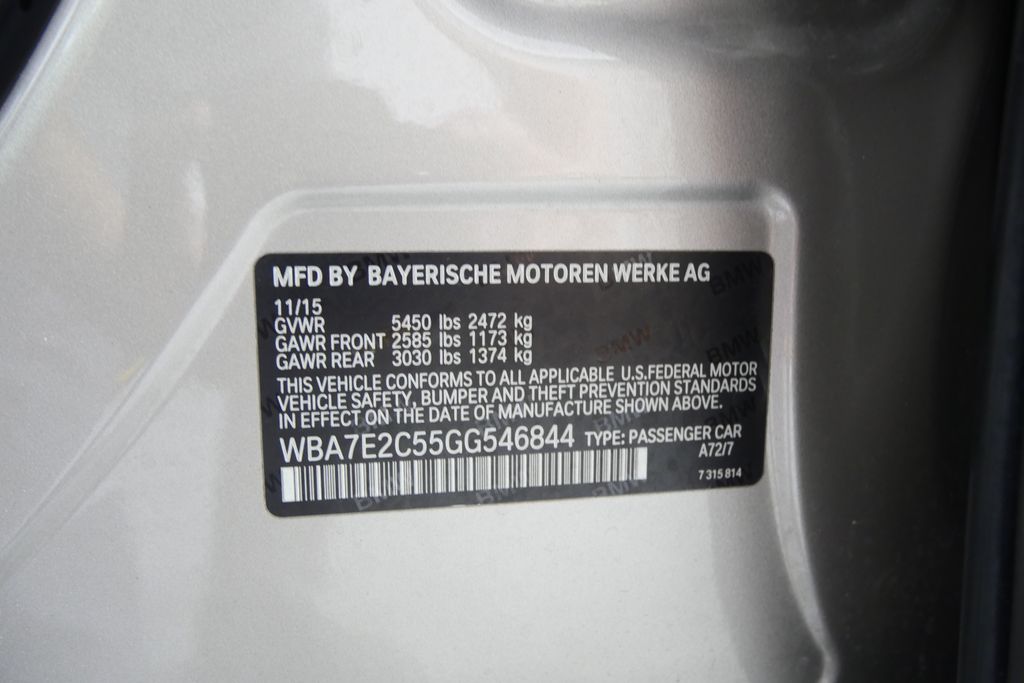 MFD BY BAYERISCHE MOTOREN WERKE AG
11/15
GVWR 5450 lbs 2472 kg
GAWR FRONT 2585 lbs 1173 kg
GAWR REAR 3030 lbs 1374 kg
THIS VEHICLE CONFORMS TO ALL APPLICABLE U.S.FEDERAL MOTOR
VEHICLE SAFETY, BUMPER AND THEFT PREVENTION STANDARDS
IN EFFECT ON THE DATE OF MANUFACTURE SHOWN ABOVE.
WBA7E2C55GG546844 TYPE: PASSENGER CAR
A72/7
7 315 814